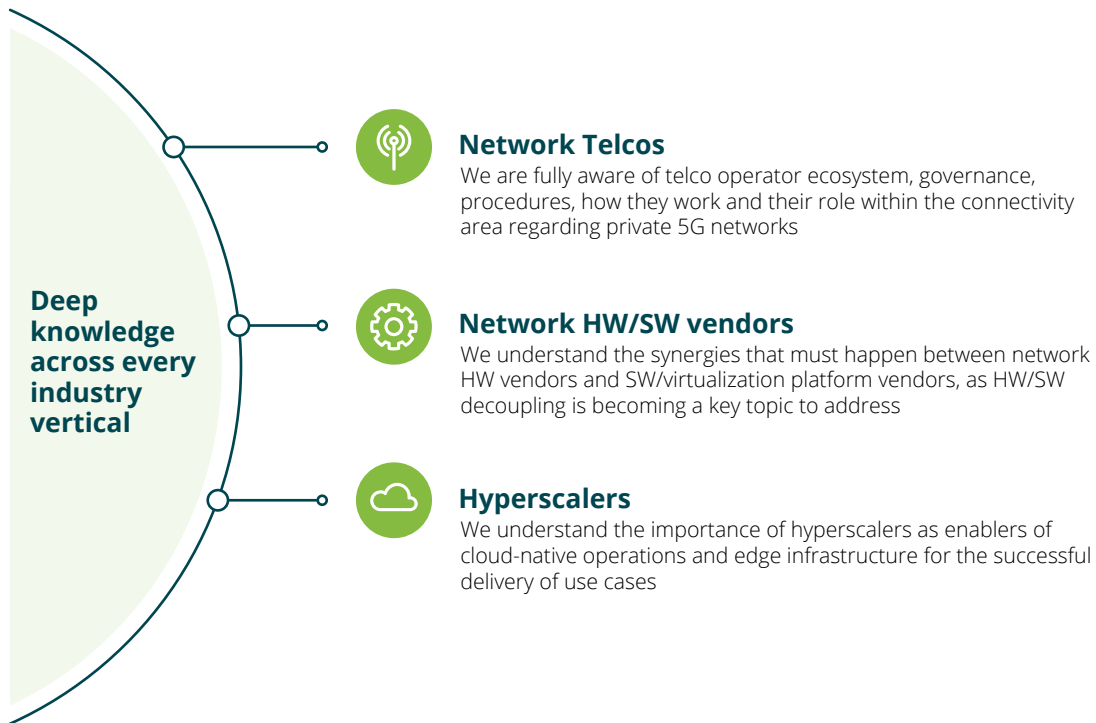 Deep
knowledge
across every
industry
vertical
Network Telcos
We are fully aware of telco operator ecosystem, governance,
procedures, how they work and their role within the connectivity
area regarding private 5G networks
Network HW/SW vendors
We understand the synergies that must happen between network
HW vendors and SW/virtualization platform vendors, as HW/SW
decoupling is becoming a key topic to address
Hyperscalers
We understand the importance of hyperscalers as enablers of
cloud-native operations and edge infrastructure for the successful
delivery of use cases